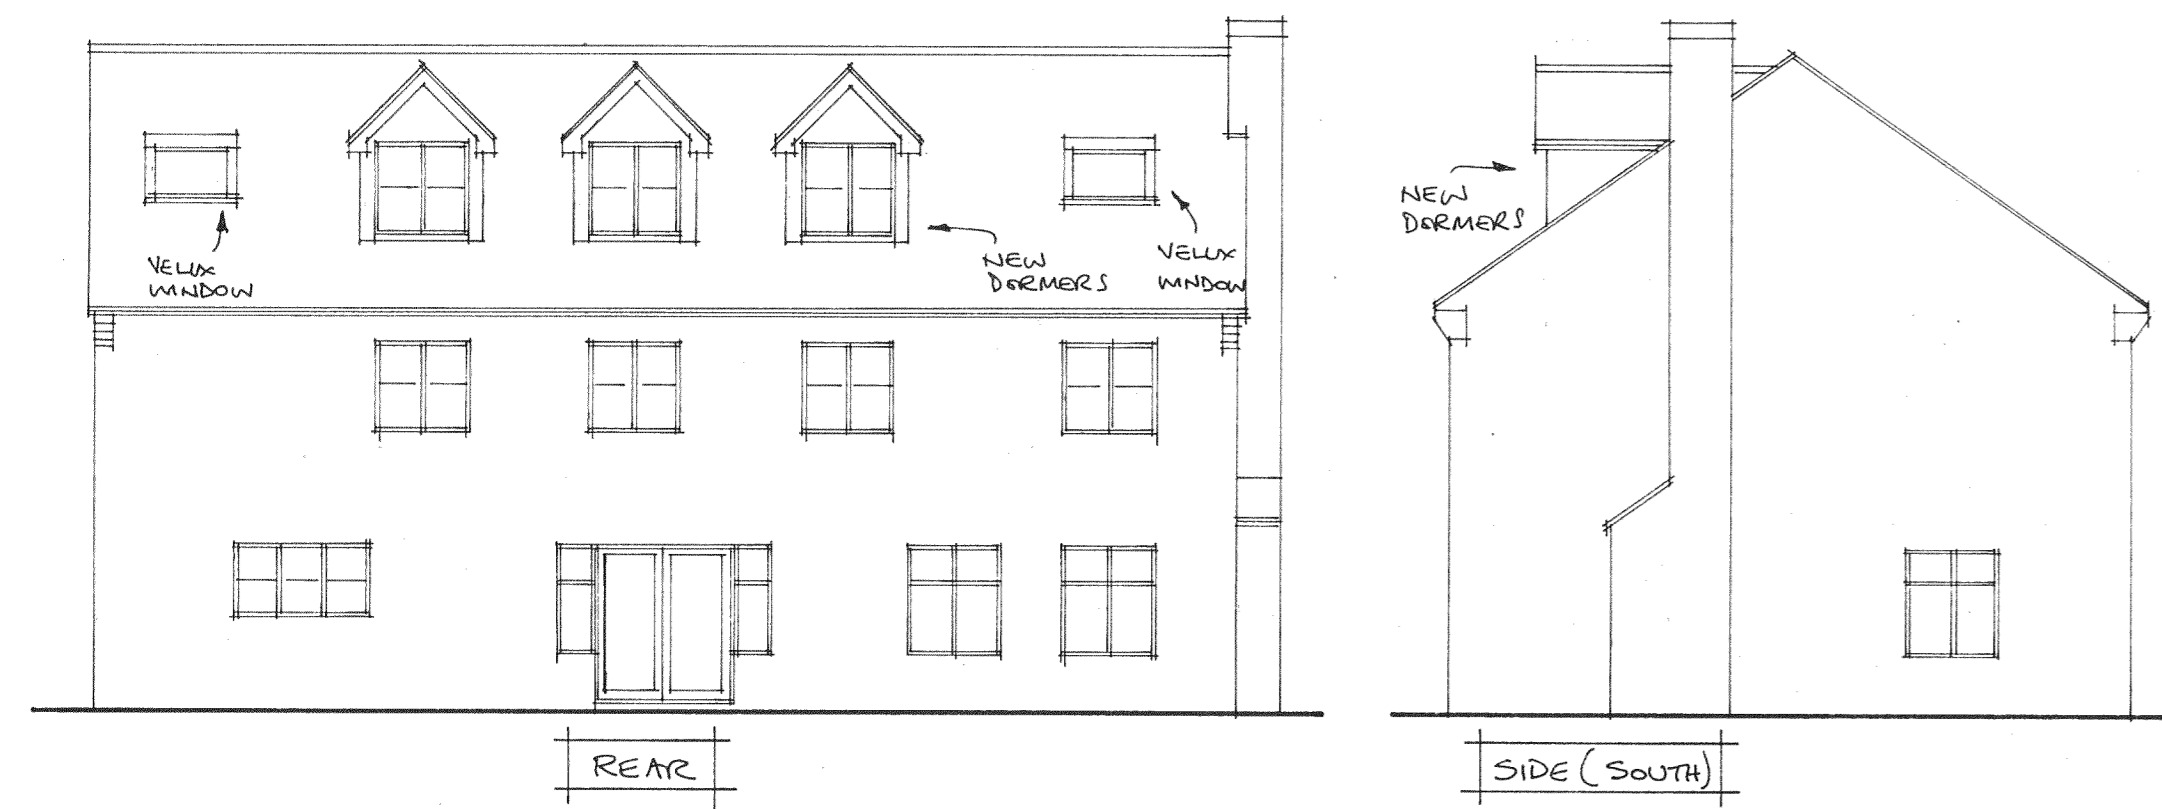 VELUX
WINDOW
NEW
DORMERS
VELUX
WINDOW
NEW
DORMERS
REAR
SIDE (SOUTH)